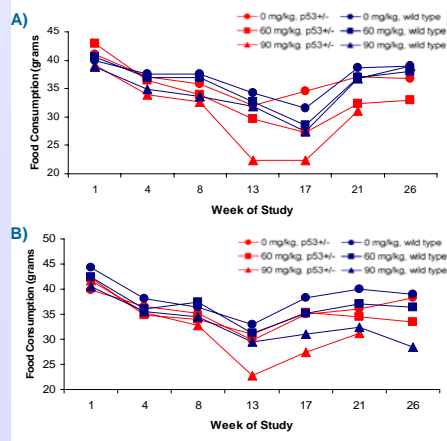 A)
0 mg/kg, p53+/- 0 mg/kg, wild type
60 mg/kg, p53+/- 60 mg/kg, wild type
90 mg/kg, p53+/- 90 mg/kg, wild type
Food Consumption (grams
45
40
35
30
25
20
1 4 8 13 17 21 26
Week of Study
B)
0 mg/kg, p53+/- 0 mg/kg, wild type
60 mg/kg, p53+/- 60 mg/kg, wild type
90 mg/kg, p53+/- 90 mg/kg, wild type
Food Consumption (grams
50
45
40
35
30
25
20
1 4 8 13 17 21 26
Week of Study